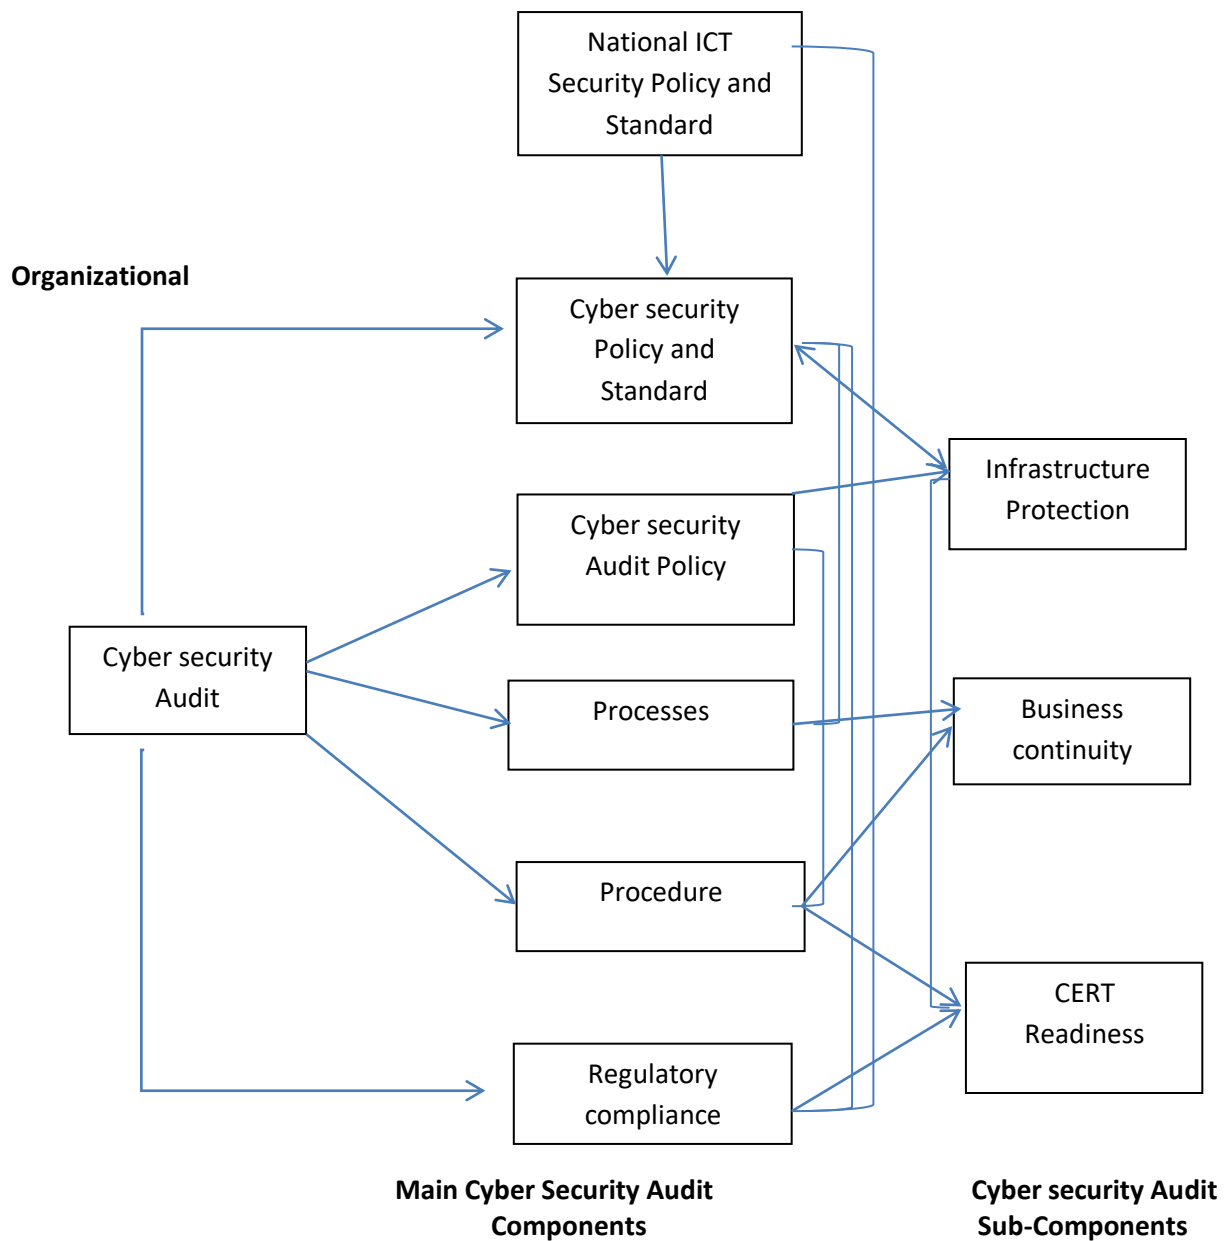 National ICT
Security Policy and
Standard
Organizational
Cyber security
Policy and
Standard
Infrastructure
Protection
Cyber security
Audit Policy
Cyber security
Audit
Processes
Business
continuity
Procedure
CERT
Readiness
Regulatory
compliance
Main Cyber Security Audit
Components
Cyber security Audit
Sub-Components